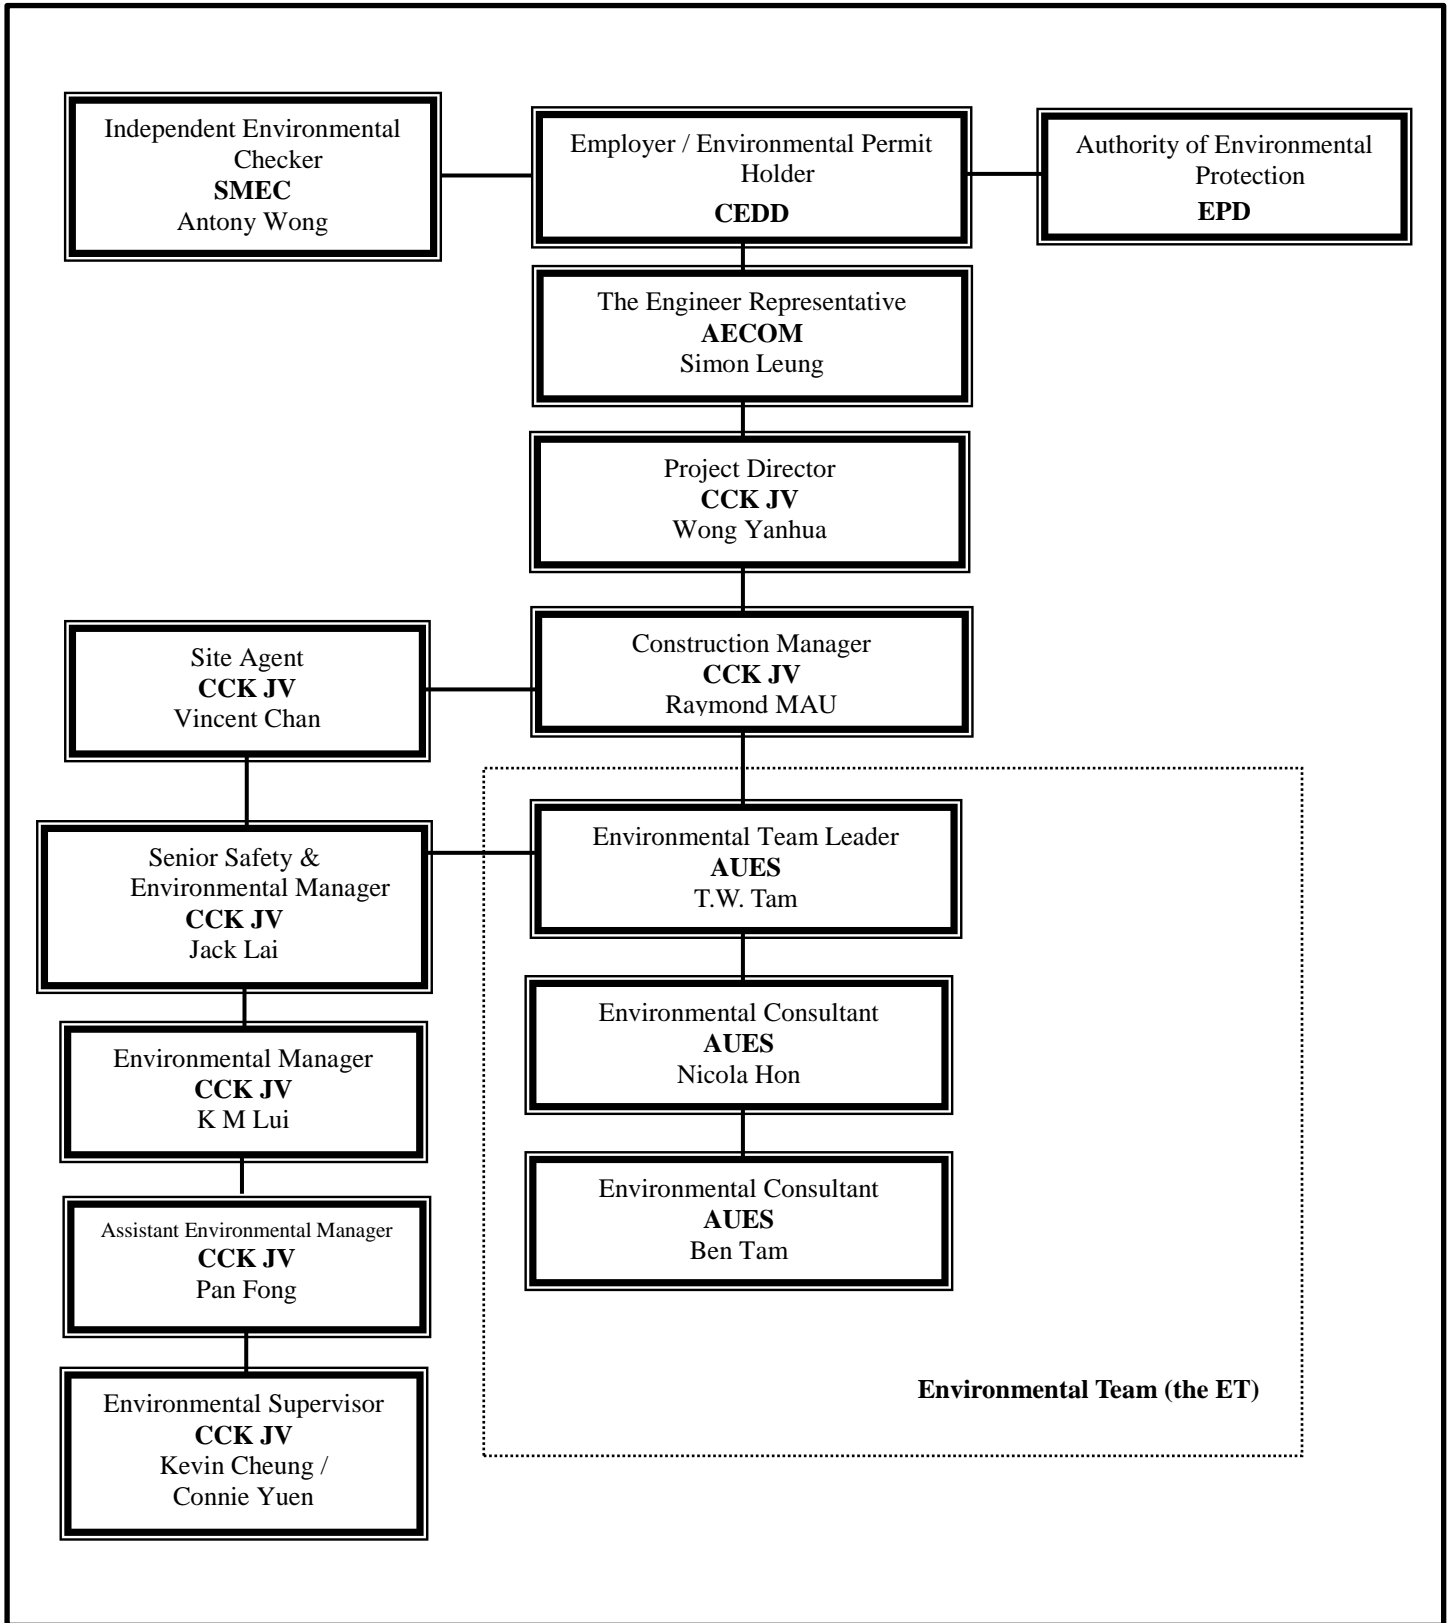 Independent Environmental
Checker
SMEC
Antony Wong
Employer / Environmental Permit
Holder
CEDD
Authority of Environmental
Protection
EPD
The Engineer Representative
AECOM
Simon Leung
Project Director
CCK JV
Wong Yanhua
Construction Manager
CCK JV
Raymond MAU
Site Agent
CCK JV
Vincent Chan
Senior Safety &
Environmental Manager
CCK JV
Jack Lai
Environmental Team Leader
AUES
T.W. Tam
Environmental Manager
CCK JV
K M Lui
Environmental Consultant
AUES
Nicola Hon
Assistant Environmental Manager
CCK JV
Pan Fong
Environmental Consultant
AUES
Ben Tam
Environmental Supervisor
CCK JV
Kevin Cheung /
Connie Yuen
Environmental Team (the ET)